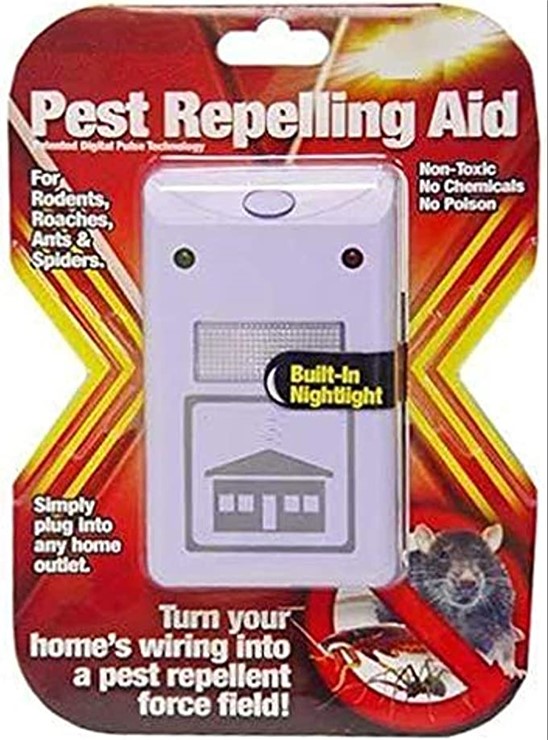 Pest Repelling Aid
Patented Digital Pulse Technology
For
Rodents,
Roaches,
Ants &
Spiders.
Non-Toxic
No Chemicals
No Poison
Built-In
Nightlight
Simply
plug into
any home
outlet.
Turn your
home's wiring into
a pest repellent
force field!